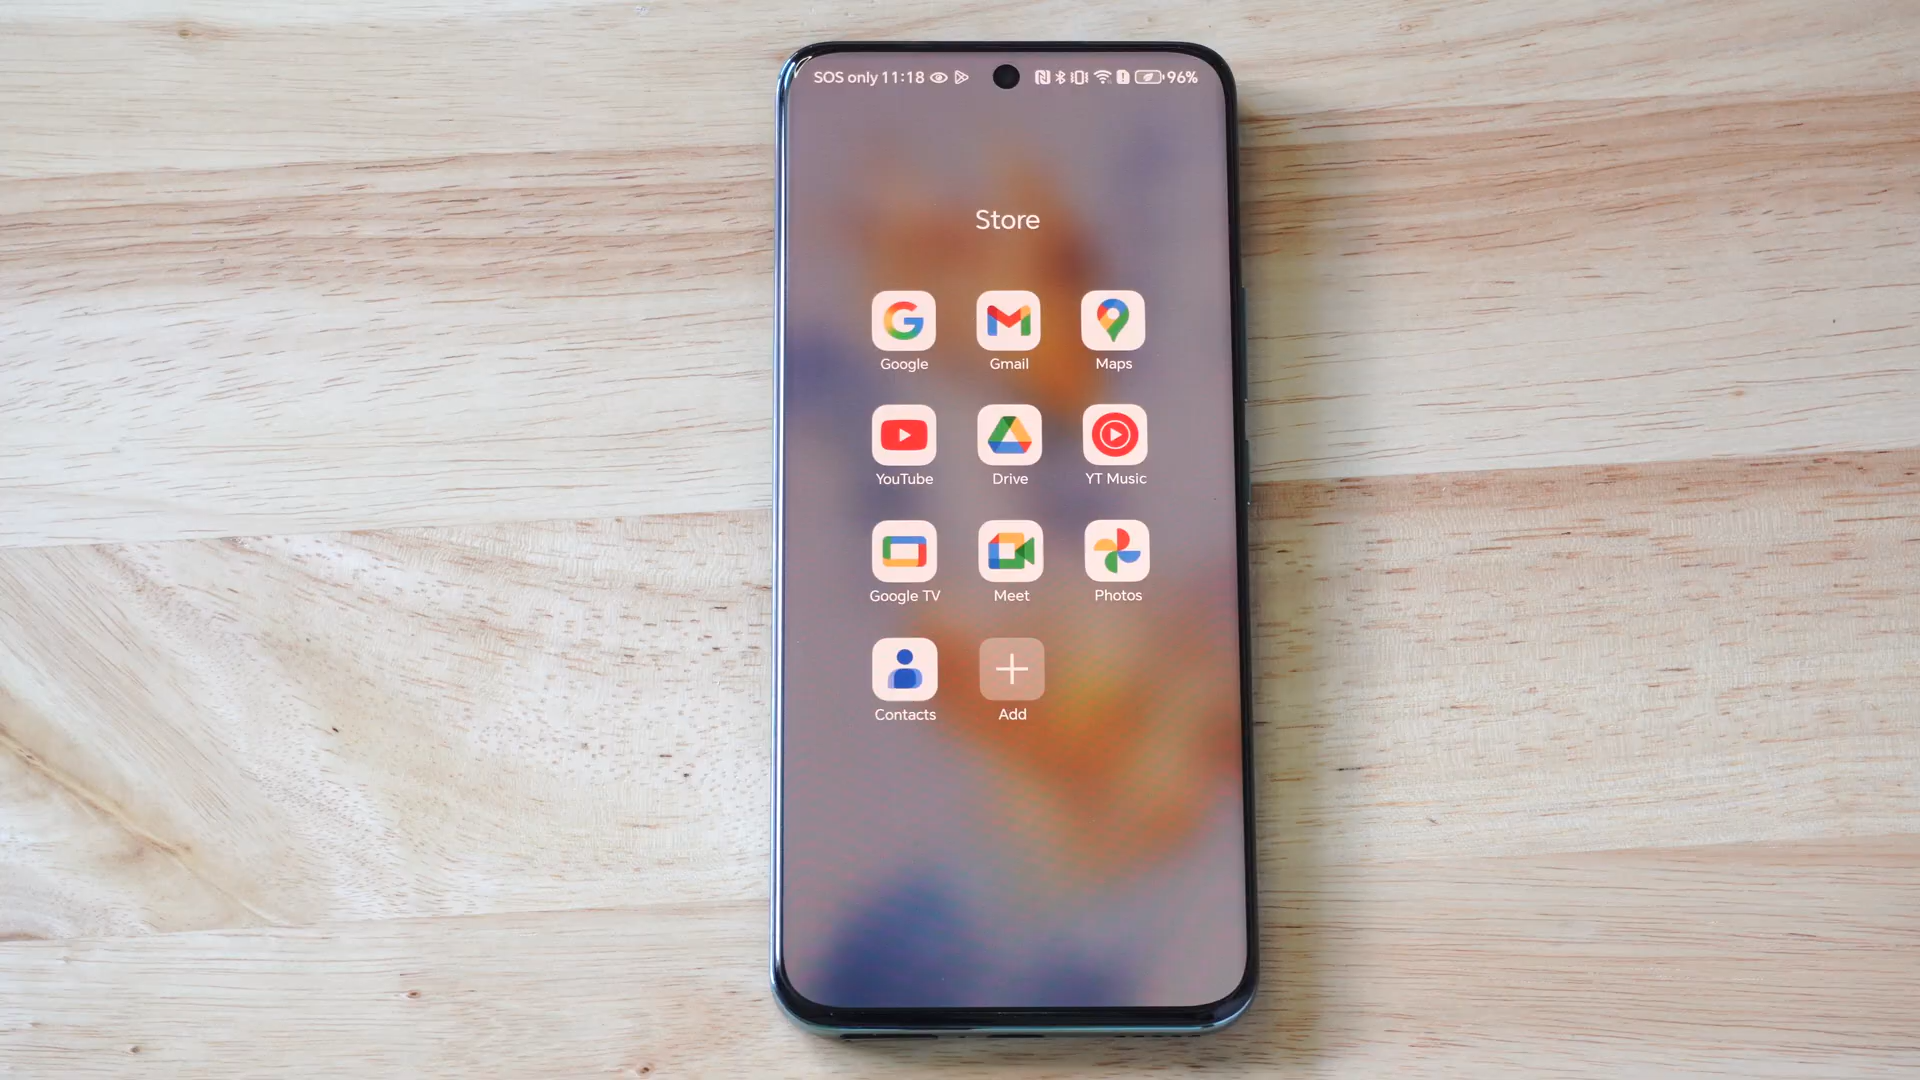 SOS only 11:18 96%
Store
Google Gmail Maps
YouTube Drive YT Music
Google TV Meet Photos
Contacts Add